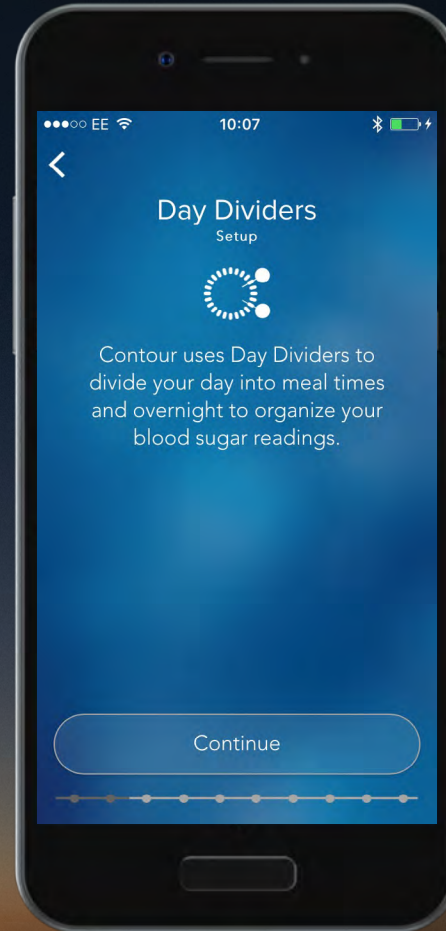 EE 10:07
Day Dividers
Setup
Contour uses Day Dividers to
divide your day into meal times
and overnight to organize your
blood sugar readings.
Continue